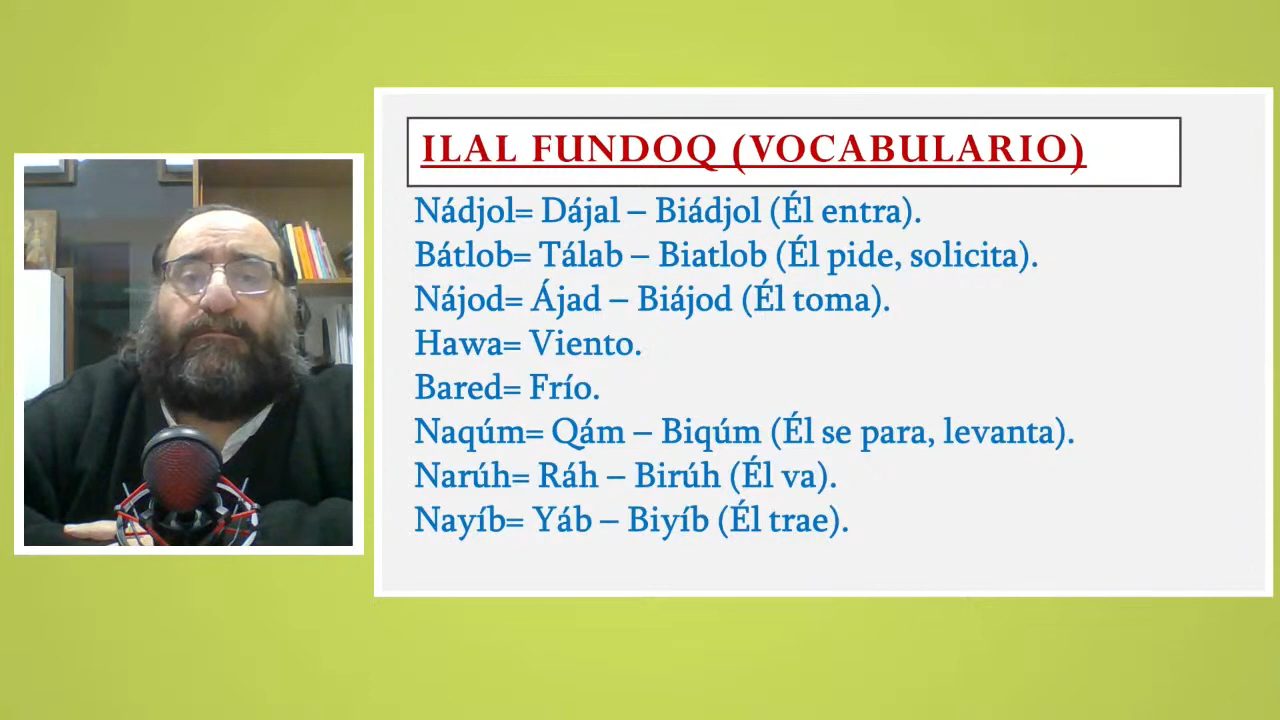 ILAL FUNDOQ (VOCABULARIO)
Nádjol= Dájal – Biádjol (Él entra).
Bátlob= Tálab – Biatlob (Él pide, solicita).
Nájod= Ájad – Biájod (Él toma).
Hawa= Viento.
Bared= Frío.
Naqúm= Qám – Biqúm (Él se para, levanta).
Narúh= Ráh – Birúh (Él va).
Nayíb= Yáb – Biyíb (Él trae).